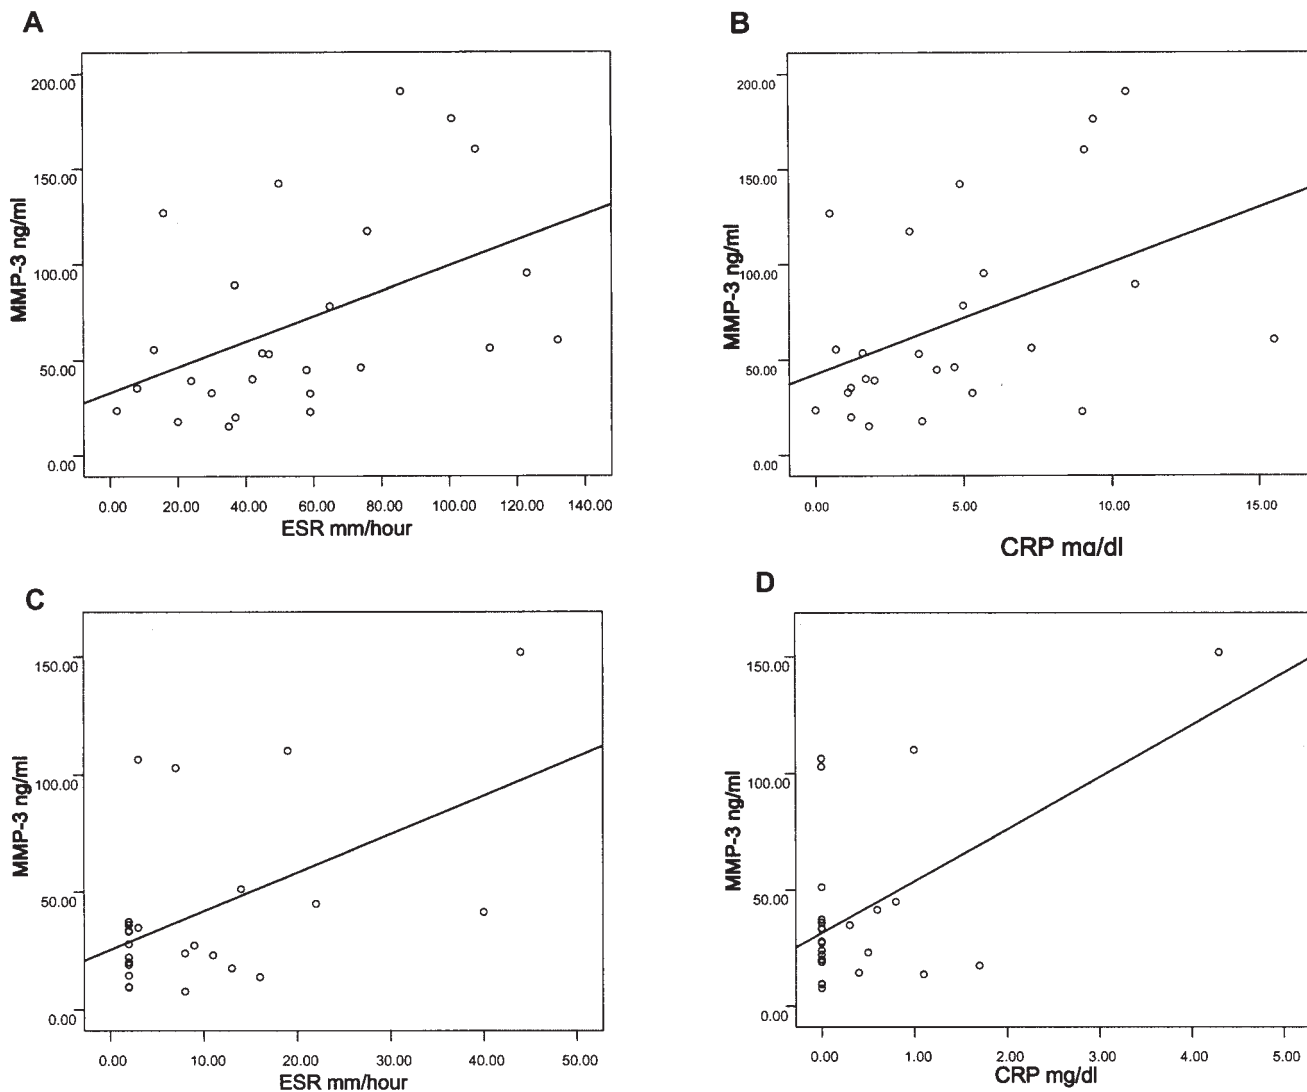 A
200.00
150.00
100.00
50.00
0.00
MMP-3 ng/ml
0.00 20.00 40.00 60.00 80.00 100.00 120.00 140.00
ESR mm/hour
B
200.00
150.00
100.00
50.00
0.00
MMP-3 ng/ml
0.00 5.00 10.00 15.00
CRP ma/dl
C
150.00
100.00
50.00
0.00
MMP-3 ng/ml
0.00 10.00 20.00 30.00 40.00 50.00
ESR mm/hour
D
150.00
100.00
50.00
0.00
MMP-3 ng/ml
0.00 1.00 2.00 3.00 4.00 5.00
CRP mg/dl